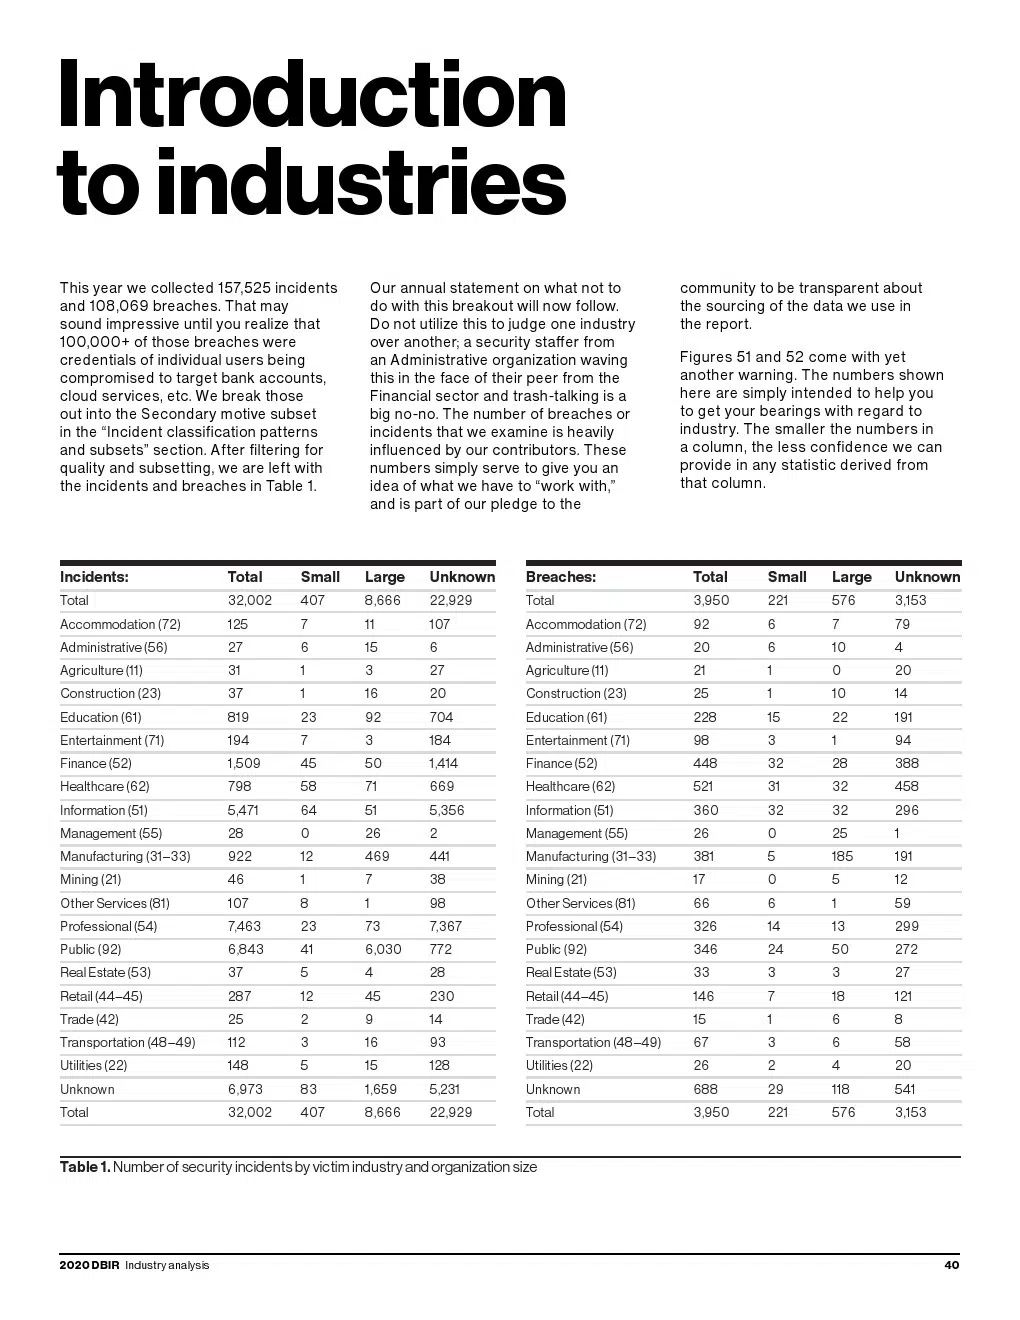 Introduction
to industries
This year we collected 157,525 incidents
and 108,069 breaches. That may
sound impressive until you realize that
100,000+ of those breaches were
credentials of individual users being
compromised to target bank accounts,
cloud services, etc. We break those
out into the Secondary motive subset
in the “Incident classification patterns
and subsets” section. After filtering for
quality and subsetting, we are left with
the incidents and breaches in Table 1.
Our annual statement on what not to
do with this breakout will now follow.
Do not utilize this to judge one industry
over another; a security staffer from
an Administrative organization waving
this in the face of their peer from the
Financial sector and trash-talking is a
big no-no. The number of breaches or
incidents that we examine is heavily
influenced by our contributors. These
numbers simply serve to give you an
idea of what we have to “work with,”
and is part of our pledge to the
community to be transparent about
the sourcing of the data we use in
the report.
Figures 51 and 52 come with yet
another warning. The numbers shown
here are simply intended to help you
to get your bearings with regard to
industry. The smaller the numbers in
a column, the less confidence we can
provide in any statistic derived from
that column.
Incidents: Total Small Large Unknown
Total 32,002 407 8,666 22,929
Accommodation (72) 125 7 11 107
Administrative (56) 27 6 15 6
Agriculture (11) 31 1 3 27
Construction (23) 37 1 16 20
Education (61) 819 23 92 704
Entertainment (71) 194 7 3 184
Finance (52) 1,509 45 50 1,414
Healthcare (62) 798 58 71 669
Information (51) 5,471 64 51 5,356
Management (55) 28 0 26 2
Manufacturing (31–33) 922 12 469 441
Mining (21) 46 1 7 38
Other Services (81) 107 8 1 98
Professional (54) 7,463 23 73 7,367
Public (92) 6,843 41 6,030 772
Real Estate (53) 37 5 4 28
Retail (44–45) 287 12 45 230
Trade (42) 25 2 9 14
Transportation (48–49) 112 3 16 93
Utilities (22) 148 5 15 128
Unknown 6,973 83 1,659 5,231
Total 32,002 407 8,666 22,929
Breaches: Total Small Large Unknown
Total 3,950 221 576 3,153
Accommodation (72) 92 6 7 79
Administrative (56) 20 6 10 4
Agriculture (11) 21 1 0 20
Construction (23) 25 1 10 14
Education (61) 228 15 22 191
Entertainment (71) 98 3 1 94
Finance (52) 448 32 28 388
Healthcare (62) 521 31 32 458
Information (51) 360 32 32 296
Management (55) 26 0 25 1
Manufacturing (31–33) 381 5 185 191
Mining (21) 17 0 5 12
Other Services (81) 66 6 1 59
Professional (54) 326 14 13 299
Public (92) 346 24 50 272
Real Estate (53) 33 3 3 27
Retail (44–45) 146 7 18 121
Trade (42) 15 1 6 8
Transportation (48–49) 67 3 6 58
Utilities (22) 26 2 4 20
Unknown 688 29 118 541
Total 3,950 221 576 3,153
Table 1. Number of security incidents by victim industry and organization size
2020 DBIR Industry analysis 40